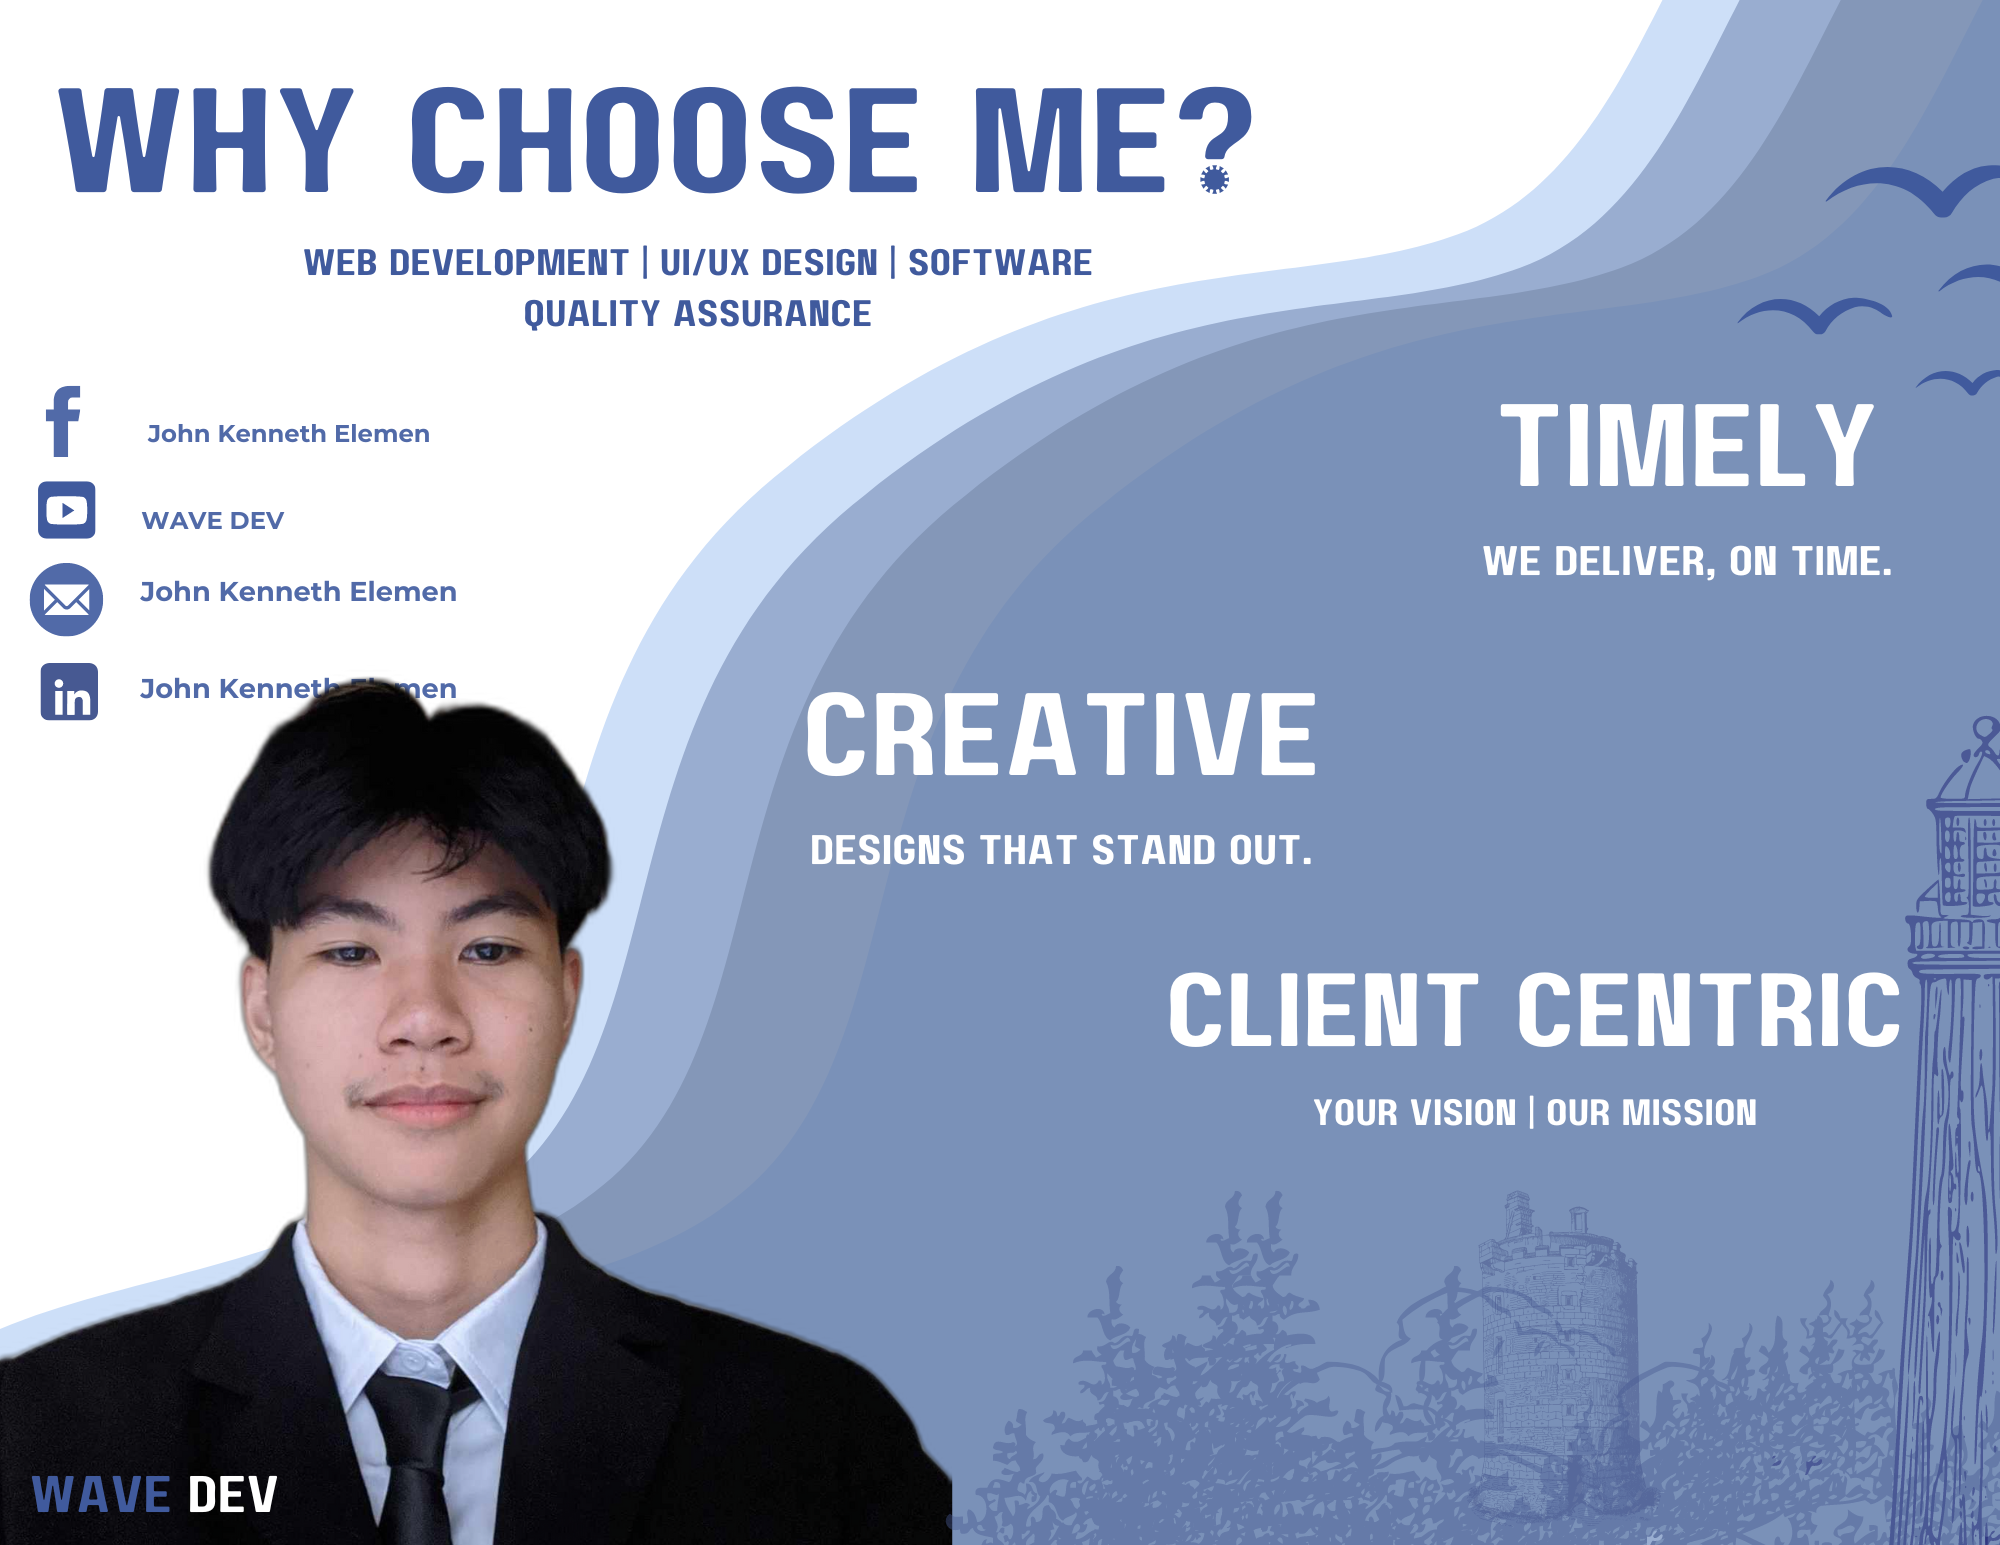 WHY CHOOSE ME?
WEB DEVELOPMENT | UI/UX DESIGN | SOFTWARE
QUALITY ASSURANCE
John Kenneth Elemen
WAVE DEV
John Kenneth Elemen
John Kenneth Elemen
TIMELY
WE DELIVER, ON TIME.
CREATIVE
DESIGNS THAT STAND OUT.
CLIENT CENTRIC
YOUR VISION | OUR MISSION
WAVE DEV